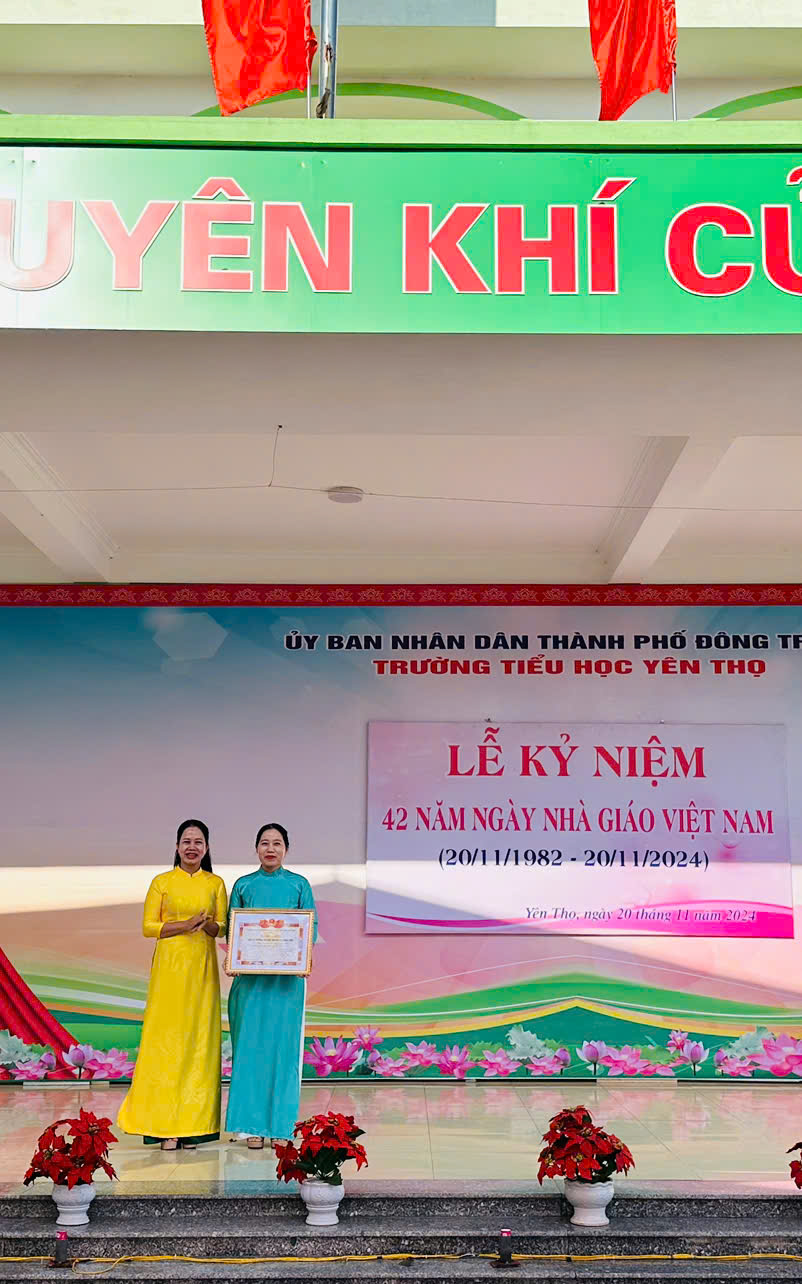 UYÊN KHÍ CỦ
ỦY BAN NHÂN DÂN THÀNH PHỐ ĐÔNG TR
TRƯỜNG TIỂU HỌC YÊN THỌ
LỄ KỶ NIỆM
42 NĂM NGÀY NHÀ GIÁO VIỆT NAM
(20/11/1982 - 20/11/2024)
Yên Thọ, ngày 20 tháng 11 năm 2024